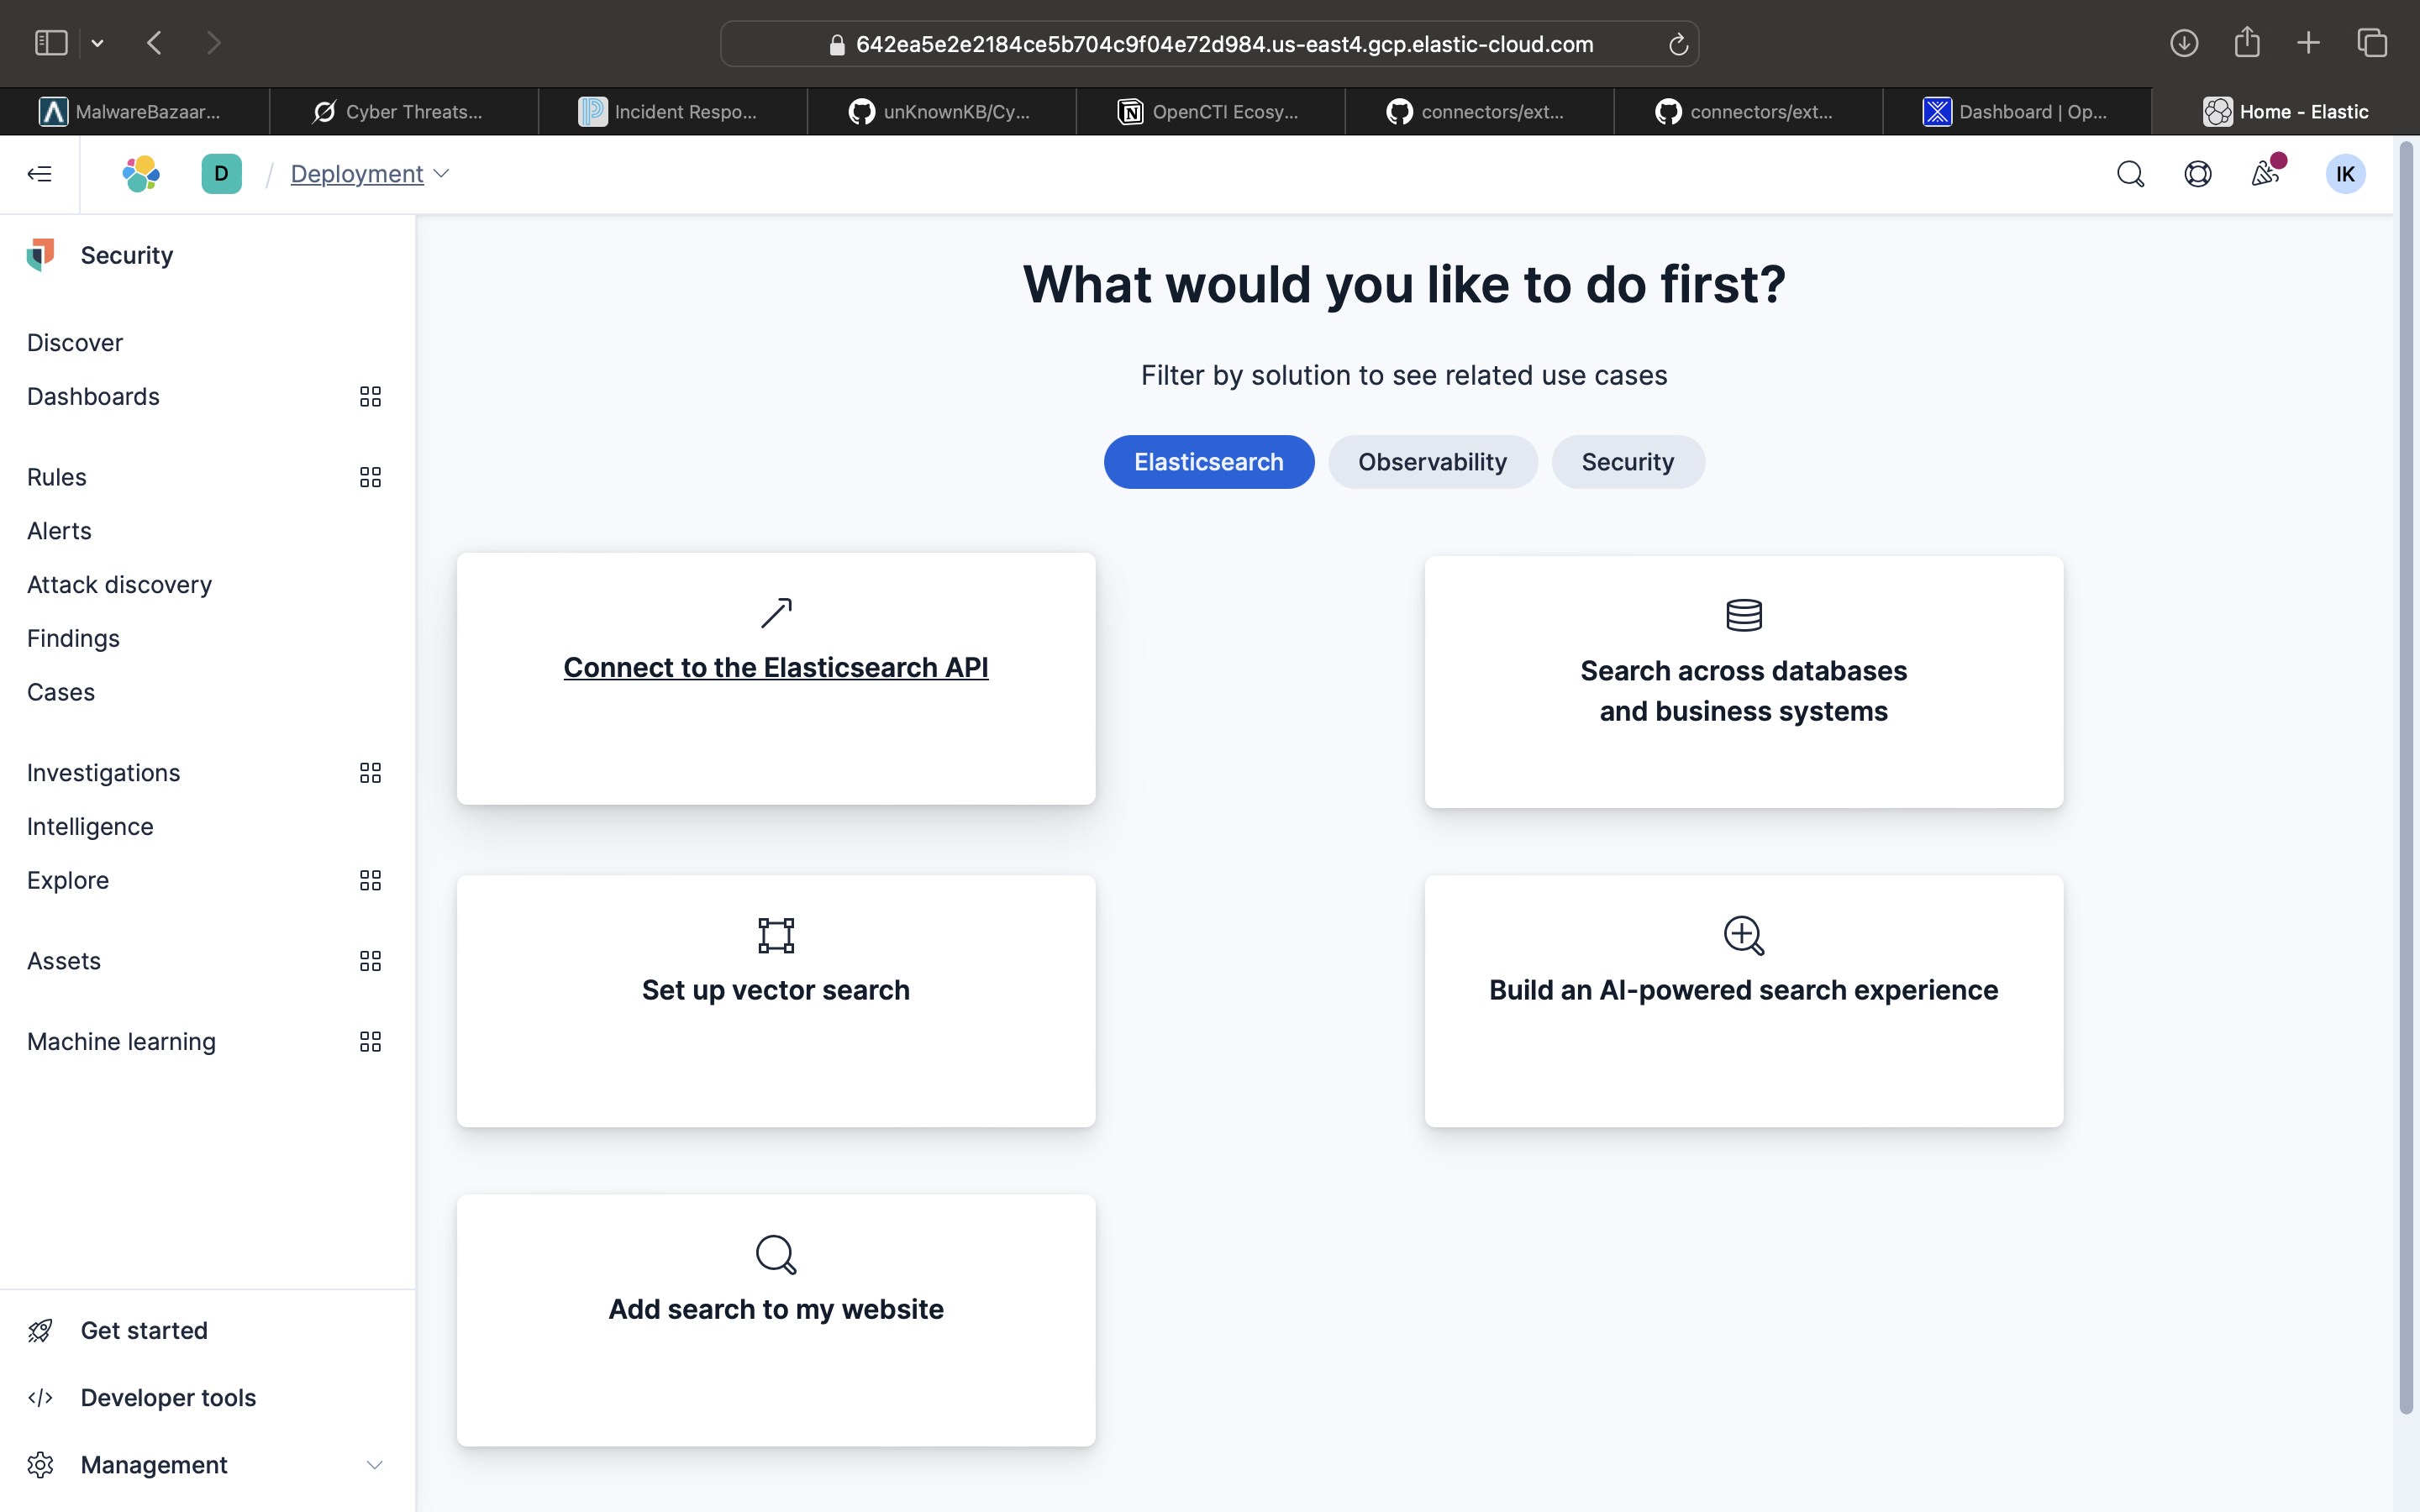 642ea5e2e2184ce5b704c9f04e72d984.us-east4.gcp.elastic-cloud.com
MalwareBazaar...
Cyber Threats...
Incident Respo...
unKnownKB/Cy...
OpenCTI Ecosy...
connectors/ext...
connectors/ext...
Dashboard | Op...
Home - Elastic
D / Deployment
IK
Security
Discover
Dashboards
Rules
Alerts
Attack discovery
Findings
Cases
Investigations
Intelligence
Explore
Assets
Machine learning
Get started
Developer tools
Management
What would you like to do first?
Filter by solution to see related use cases
Elasticsearch
Observability
Security
Connect to the Elasticsearch API
Search across databases
and business systems
Set up vector search
Build an AI-powered search experience
Add search to my website